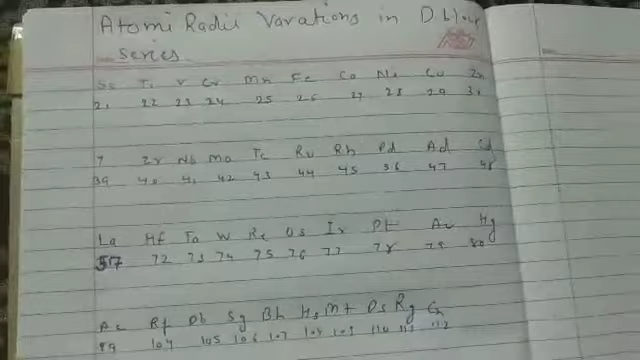 Atomi Radii Varations in D.block
series
Sc Ti V Cr Mn Fe Co Ni Cu Zn
21 22 23 24 25 26 27 28 29 30
Y Zr Nb Mo Tc Ru Rh Pd Ad Cd
39 40 41 42 43 44 45 46 47 48
La Hf Ta W Re Os Ir Pt Au Hg
57 72 73 74 75 76 77 78 79 80
Ac Rf Db Sg Bh Hs Mt Ds Rg Cn
89 104 105 106 107 108 109 110 111 112